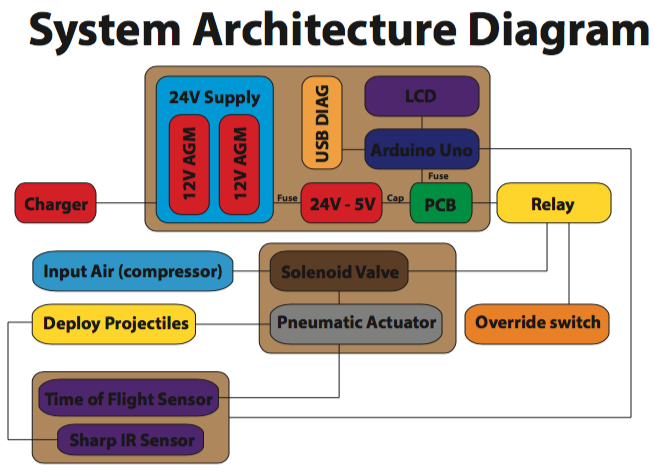 System Architecture Diagram
24V Supply
12V AGM
12V AGM
USB DIAG
LCD
Arduino Uno
Fuse
Charger
Fuse
24V - 5V
Cap
PCB
Relay
Input Air (compressor)
Solenoid Valve
Deploy Projectiles
Pneumatic Actuator
Override switch
Time of Flight Sensor
Sharp IR Sensor